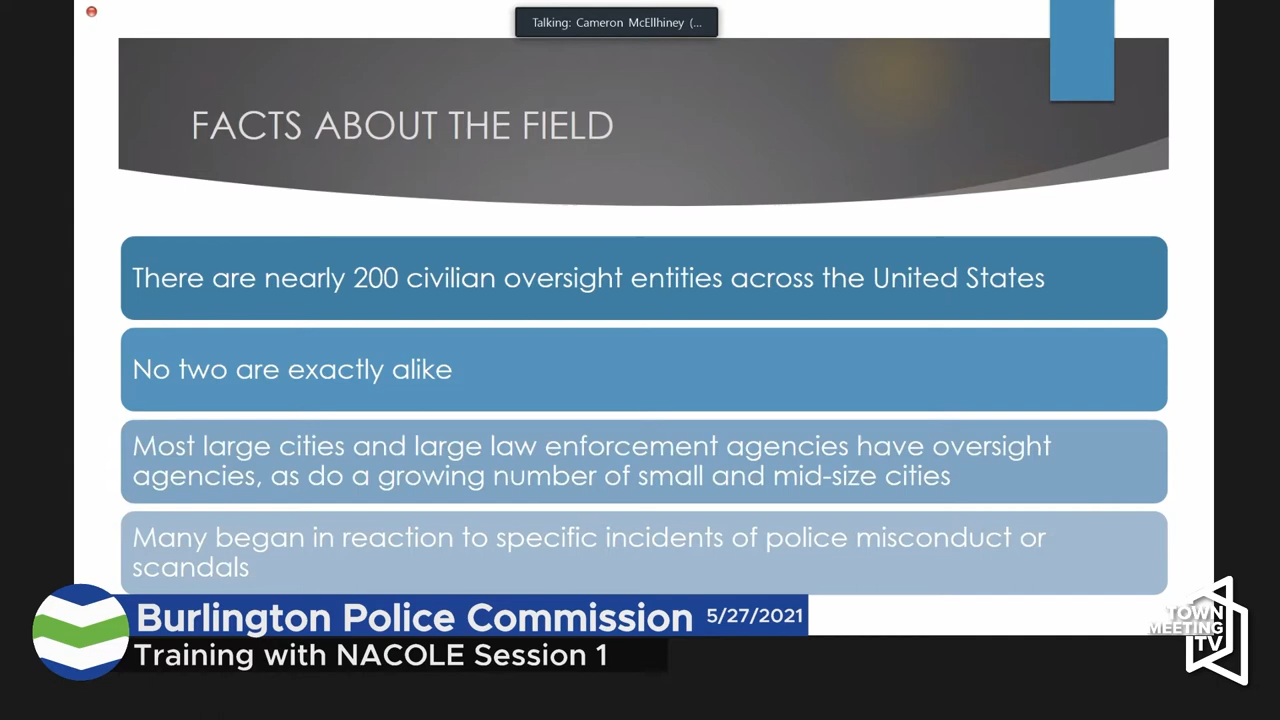 Talking: Cameron McEllhiney (...
FACTS ABOUT THE FIELD
There are nearly 200 civilian oversight entities across the United States
No two are exactly alike
Most large cities and large law enforcement agencies have oversight
agencies, as do a growing number of small and mid-size cities
Many began in reaction to specific incidents of police misconduct or
scandals
Burlington Police Commission 5/27/2021
Training with NACOLE Session 1
TOWN
MEETING
TV